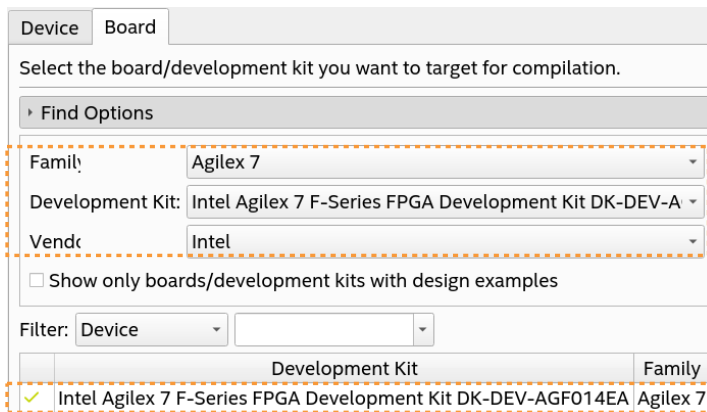 Device Board
Select the board/development kit you want to target for compilation.
Find Options
Agilex 7
Development Kit: Intel Agilex 7 F-Series FPGA Development Kit
Intel
Show only boards/development kits with design examples
Filter: Device
Development Kit Family
Intel Agilex 7 F-Series FPGA Development Kit DK-DEV-AGF014EA Agilex 7